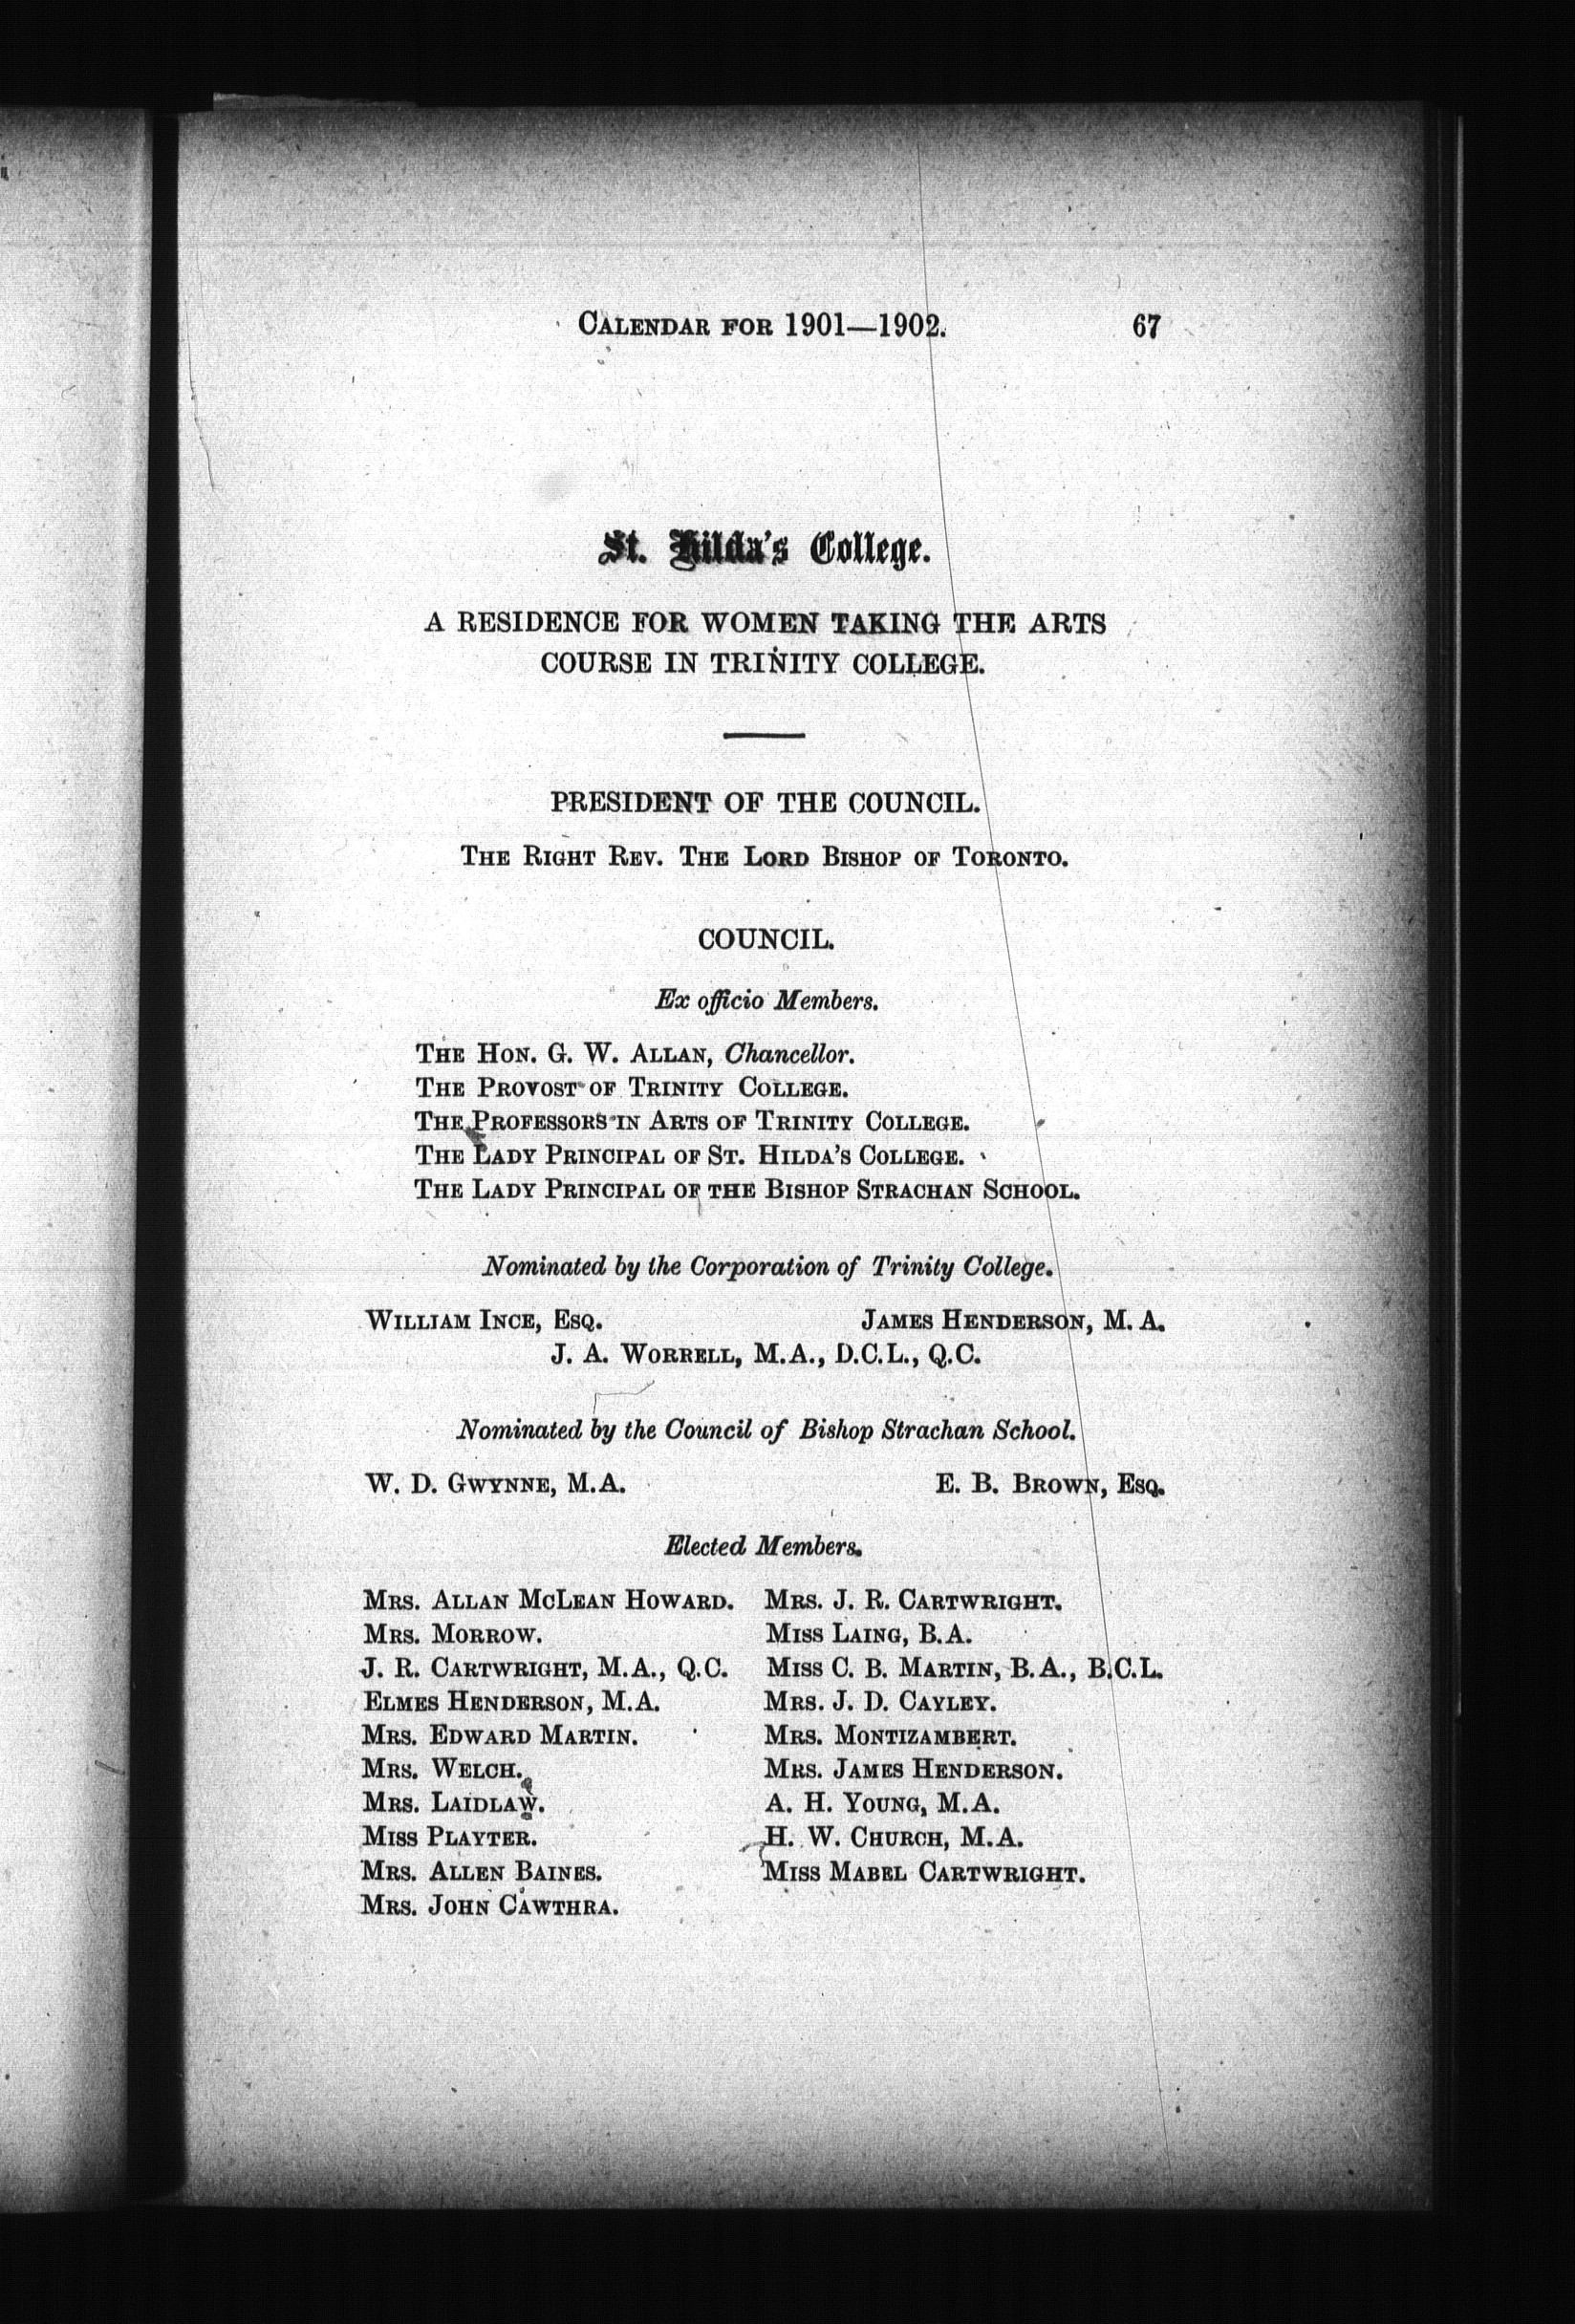 CALENDAR FOR 1901—1902. 67
St. Hilda's College.
A RESIDENCE FOR WOMEN TAKING THE ARTS
COURSE IN TRINITY COLLEGE.
PRESIDENT OF THE COUNCIL.
THE RIGHT REV. THE LORD BISHOP OF TORONTO.
COUNCIL.
Ex officio Members.
THE HON. G. W. ALLAN, Chancellor.
THE PROVOST OF TRINITY COLLEGE.
THE PROFESSORS IN ARTS OF TRINITY COLLEGE.
THE LADY PRINCIPAL OF ST. HILDA'S COLLEGE.
THE LADY PRINCIPAL OF THE BISHOP STRACHAN SCHOOL.
Nominated by the Corporation of Trinity College.
WILLIAM INCE, ESQ. JAMES HENDERSON, M. A.
J. A. WORRELL, M.A., D.C.L., Q.C.
Nominated by the Council of Bishop Strachan School.
W. D. GWYNNE, M.A. E. B. BROWN, ESQ.
Elected Members.
MRS. ALLAN MCLEAN HOWARD. MRS. J. R. CARTWRIGHT.
MRS. MORROW. MISS LAING, B.A.
J. R. CARTWRIGHT, M.A., Q.C. MISS C. B. MARTIN, B.A., B.C.L.
ELMES HENDERSON, M.A. MRS. J. D. CAYLEY.
MRS. EDWARD MARTIN. MRS. MONTIZAMBERT.
MRS. WELCH. MRS. JAMES HENDERSON.
MRS. LAIDLAW. A. H. YOUNG, M.A.
MISS PLAYTER. H. W. CHURCH, M.A.
MRS. ALLEN BAINES. MISS MABEL CARTWRIGHT.
MRS. JOHN CAWTHRA.